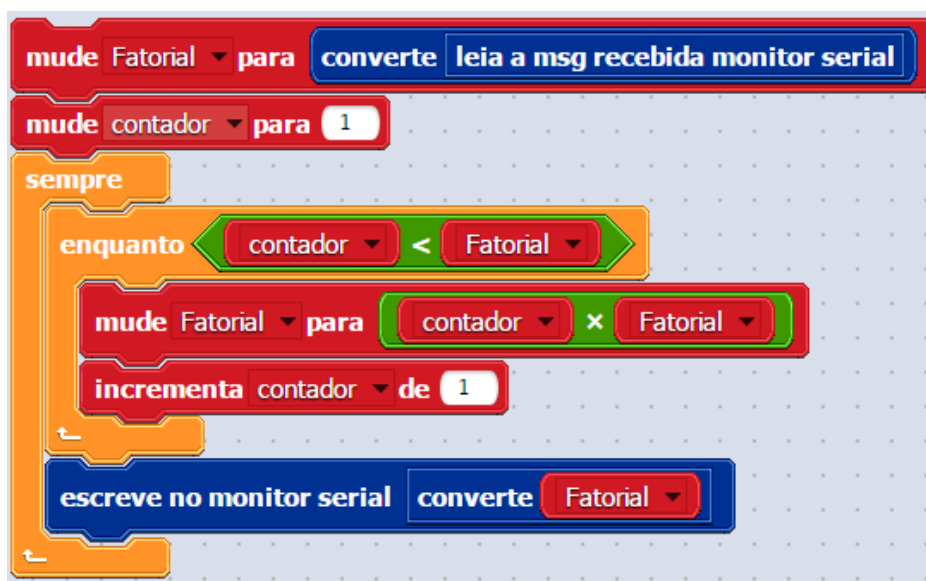 mude Fatorial para converte leia a msg recebida monitor serial
mude contador para 1
sempre
enquanto contador < Fatorial
mude Fatorial para contador × Fatorial
incrementa contador de 1
escreve no monitor serial converte Fatorial